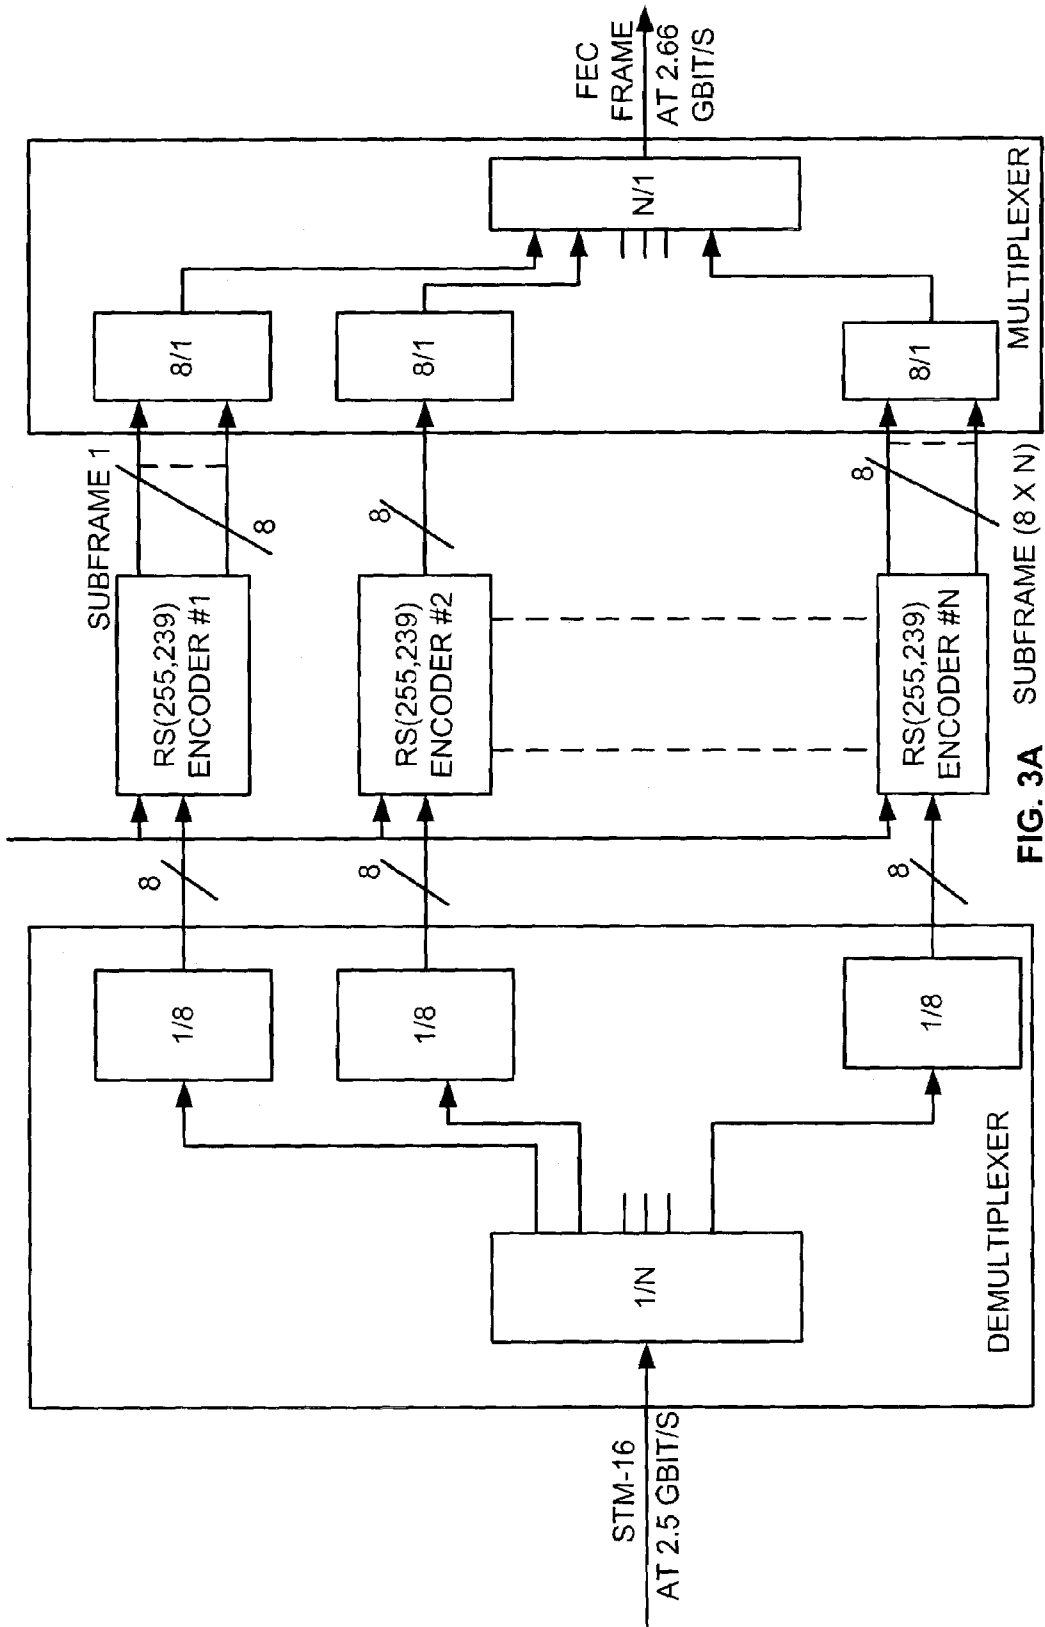 STM-16
AT 2.5 GBIT/S
1/N
DEMULTIPLEXER
1/8
1/8
1/8
8
8
8
RS(255,239)
ENCODER #1
RS(255,239)
ENCODER #2
RS(255,239)
ENCODER #N
SUBFRAME 1
8
8
8
SUBFRAME (8 X N)
8/1
8/1
8/1
N/1
MULTIPLEXER
FEC
FRAME
AT 2.66
GBIT/S
FIG. 3A